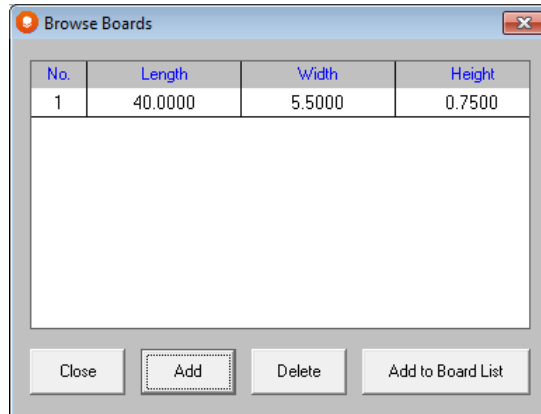 Browse Boards
No. Length Width Height
1 40.0000 5.5000 0.7500
Close Add Delete Add to Board List